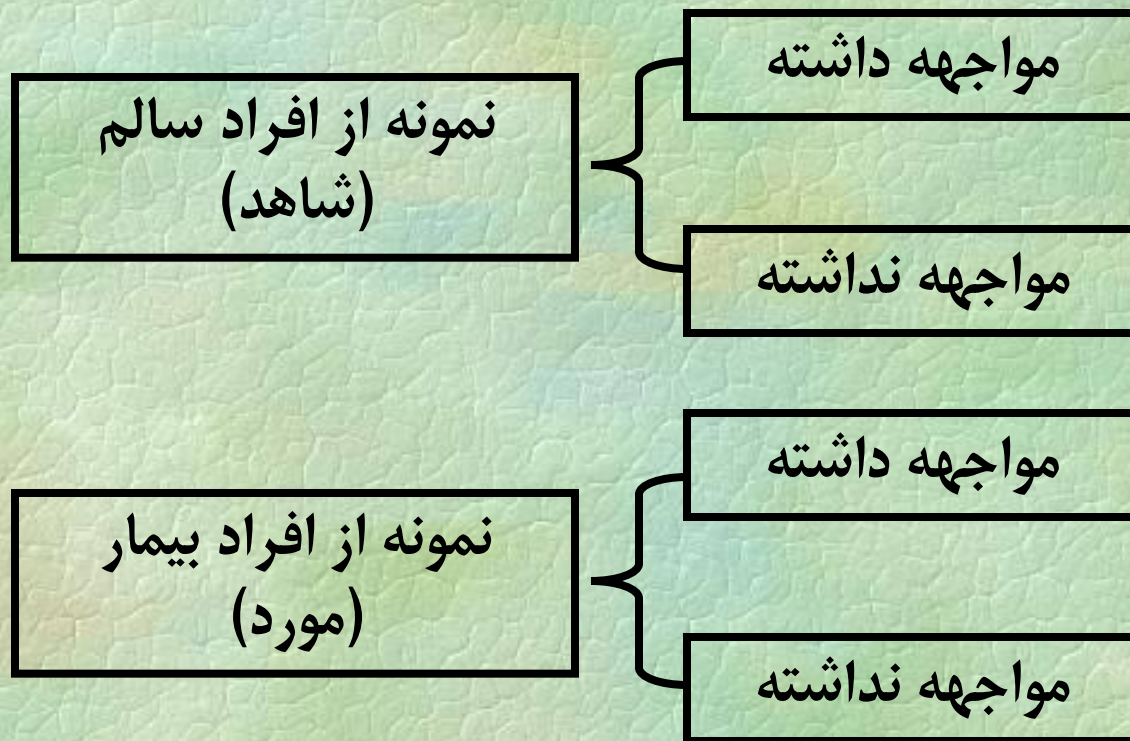 نمونه از افراد سالم
(شاهد)
مواجهه داشته
مواجهه نداشته
نمونه از افراد بیمار
(مورد)
مواجهه داشته
مواجهه نداشته